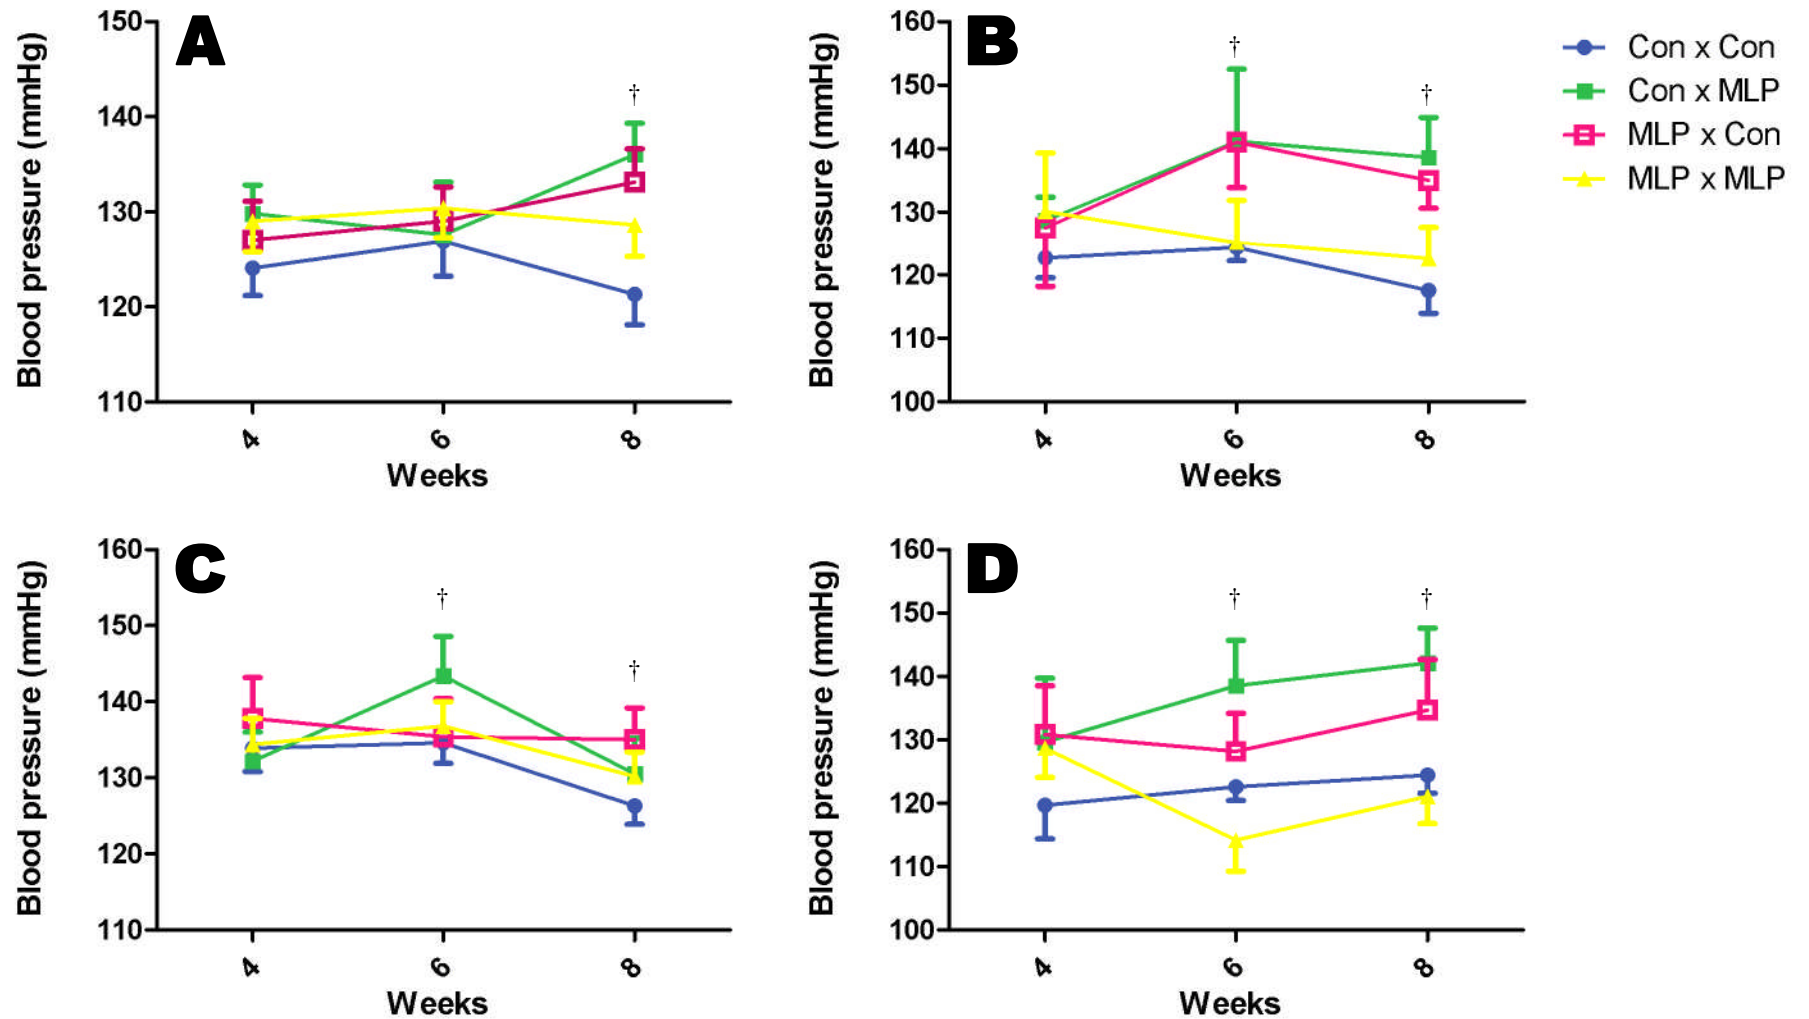 A
Blood pressure (mmHg)
150
140
130
120
110
†
4
6
8
Weeks
B
Blood pressure (mmHg)
160
150
140
130
120
110
100
†
†
4
6
8
Weeks
Con x Con
Con x MLP
MLP x Con
MLP x MLP
C
Blood pressure (mmHg)
160
150
140
130
120
110
†
†
4
6
8
Weeks
D
Blood pressure (mmHg)
160
150
140
130
120
110
100
†
†
4
6
8
Weeks